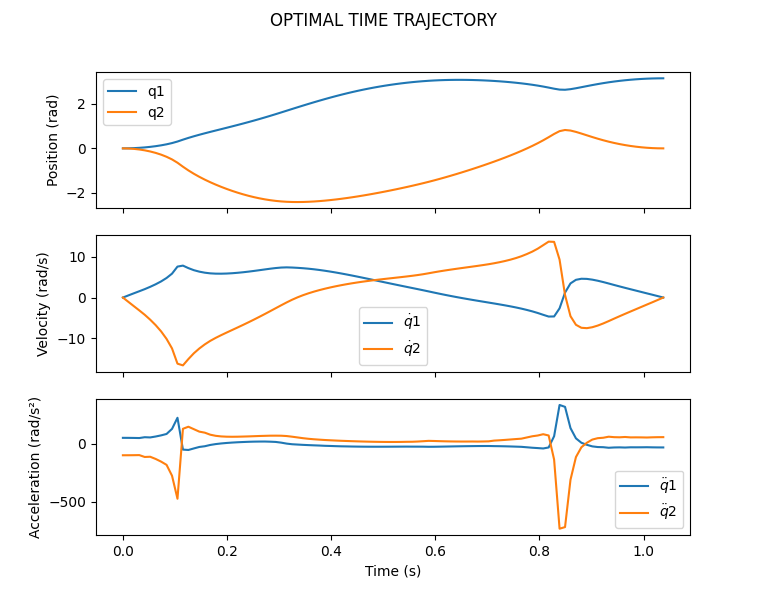 OPTIMAL TIME TRAJECTORY
Position (rad)
2
0
−2
q1
q2
Velocity (rad/s)
10
0
−10
q̇1
q̇2
Acceleration (rad/s²)
0
−500
q̈1
q̈2
0.0 0.2 0.4 0.6 0.8 1.0
Time (s)